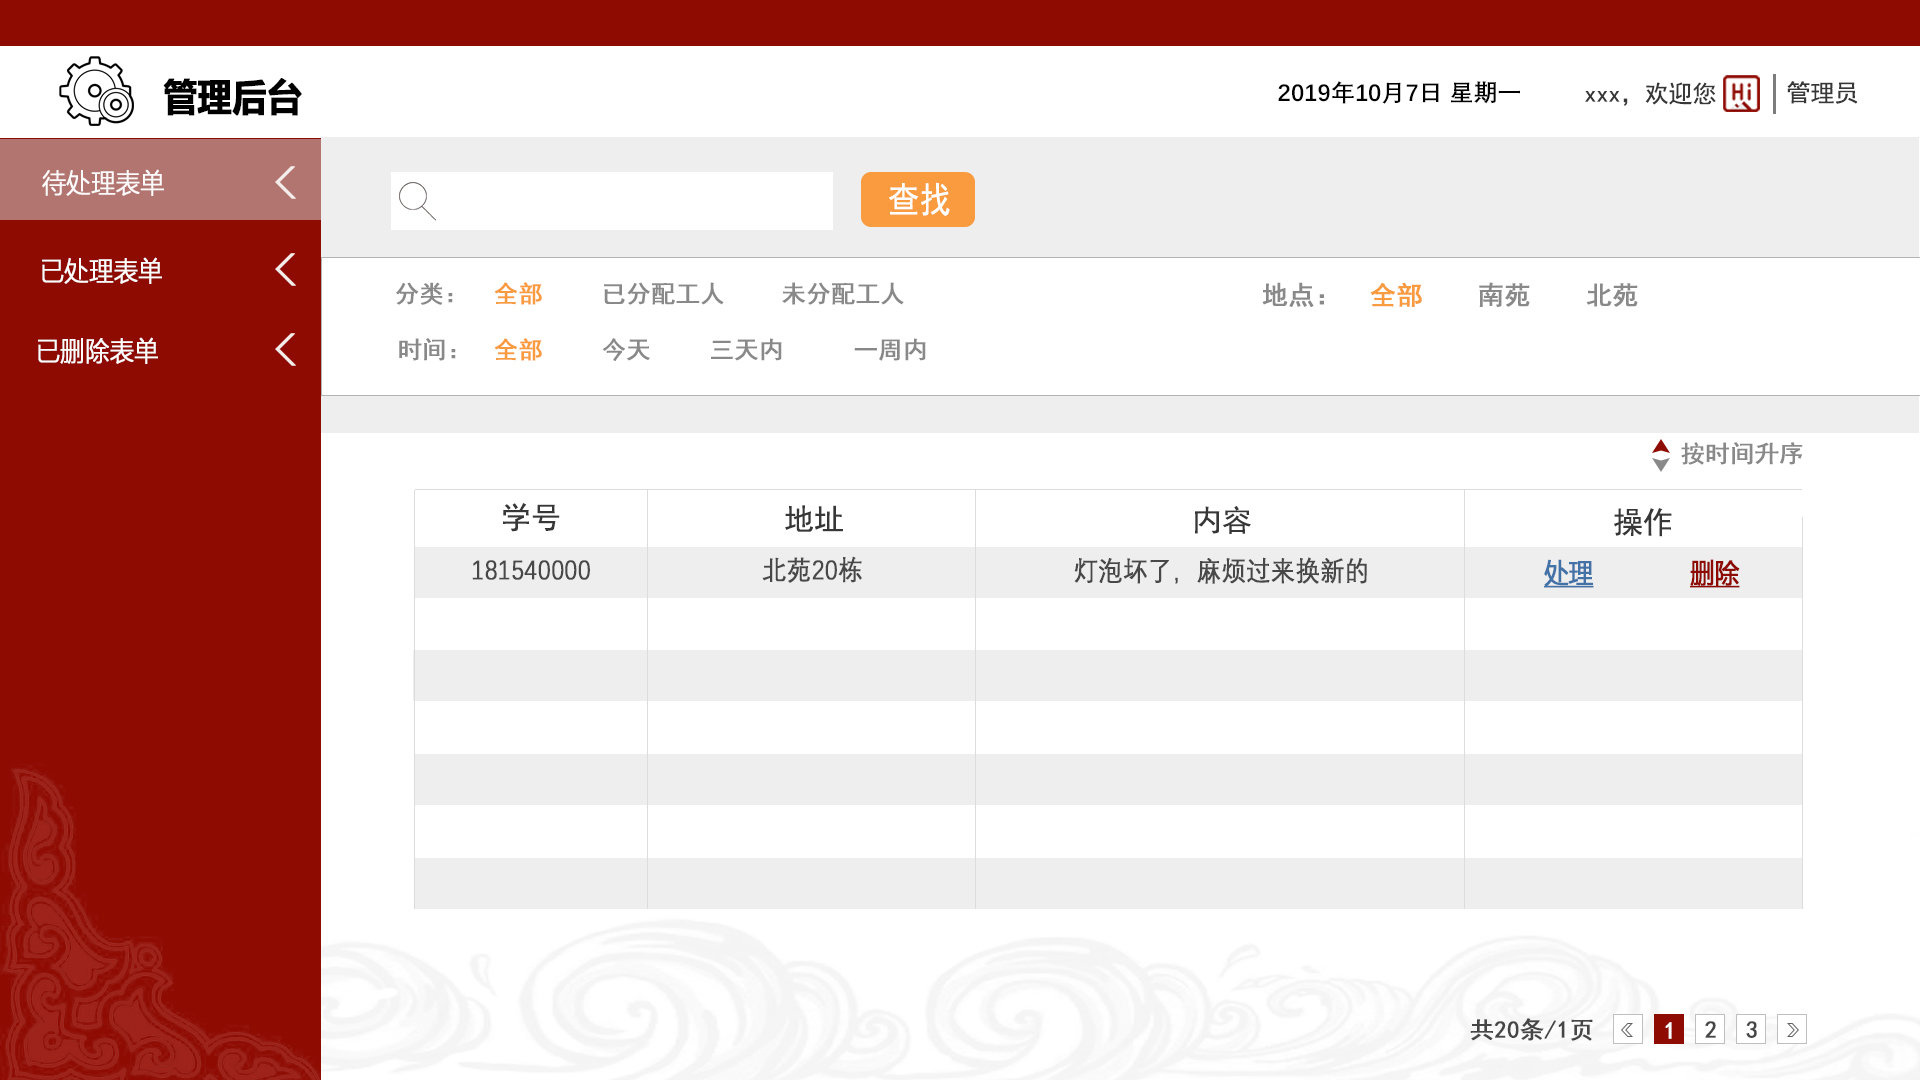 管理后台
2019年10月7日 星期一 xxx，欢迎您 Hi 管理员
待处理表单
已处理表单
已删除表单
查找
分类： 全部 已分配工人 未分配工人 地点： 全部 南苑 北苑
时间： 全部 今天 三天内 一周内
按时间升序
学号 地址 内容 操作
181540000 北苑20栋 灯泡坏了，麻烦过来换新的 处理 删除
共20条/1页 《 1 2 3 》